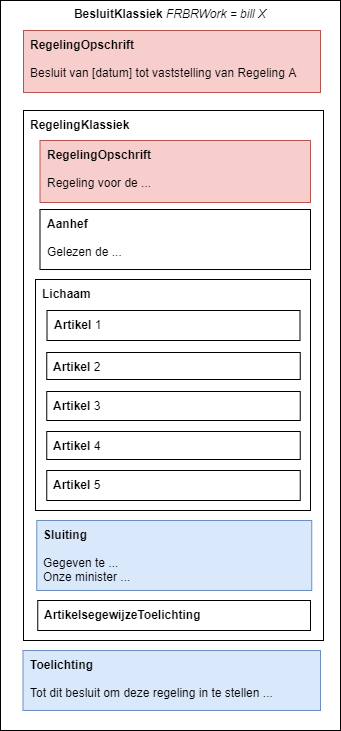 BesluitKlassiek FRBRWork = bill X
RegelingOpschrift
Besluit van [datum] tot vaststelling van Regeling A
RegelingKlassiek
RegelingOpschrift
Regeling voor de ...
Aanhef
Gelezen de ...
Lichaam
Artikel 1
Artikel 2
Artikel 3
Artikel 4
Artikel 5
Sluiting
Gegeven te ...
Onze minister ...
ArtikelsegewijzeToelichting
Toelichting
Tot dit besluit om deze regeling in te stellen ...